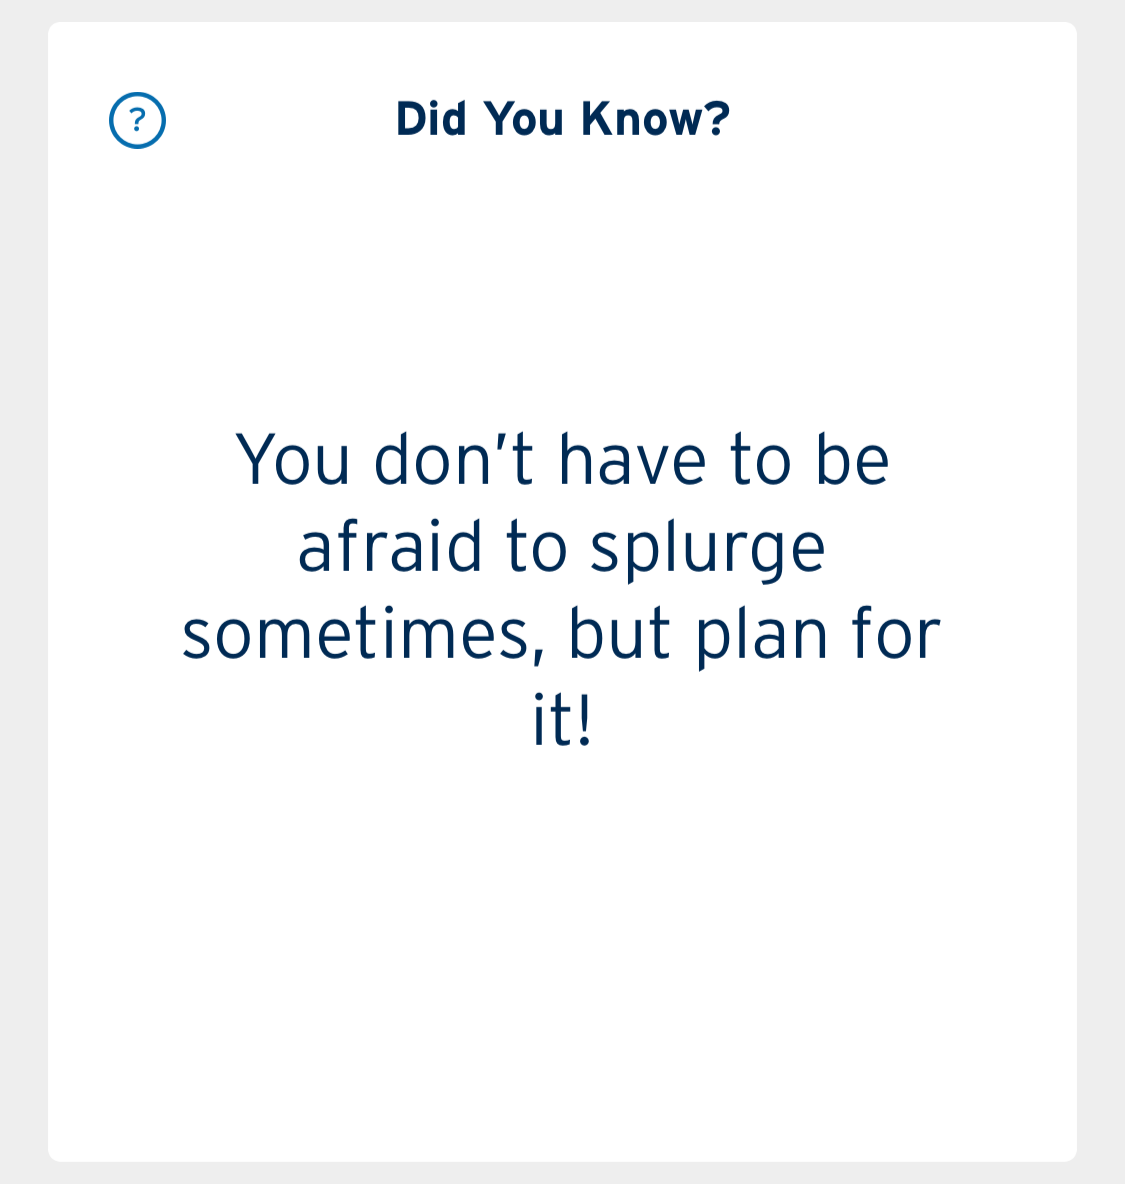 ?
Did You Know?
You don't have to be
afraid to splurge
sometimes, but plan for
it!